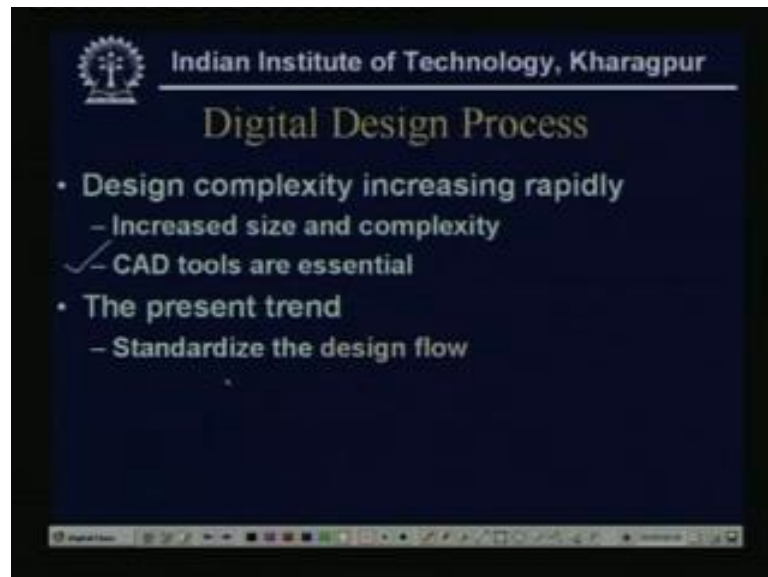 Indian Institute of Technology, Kharagpur
Digital Design Process
• Design complexity increasing rapidly
– Increased size and complexity
– CAD tools are essential
• The present trend
– Standardize the design flow